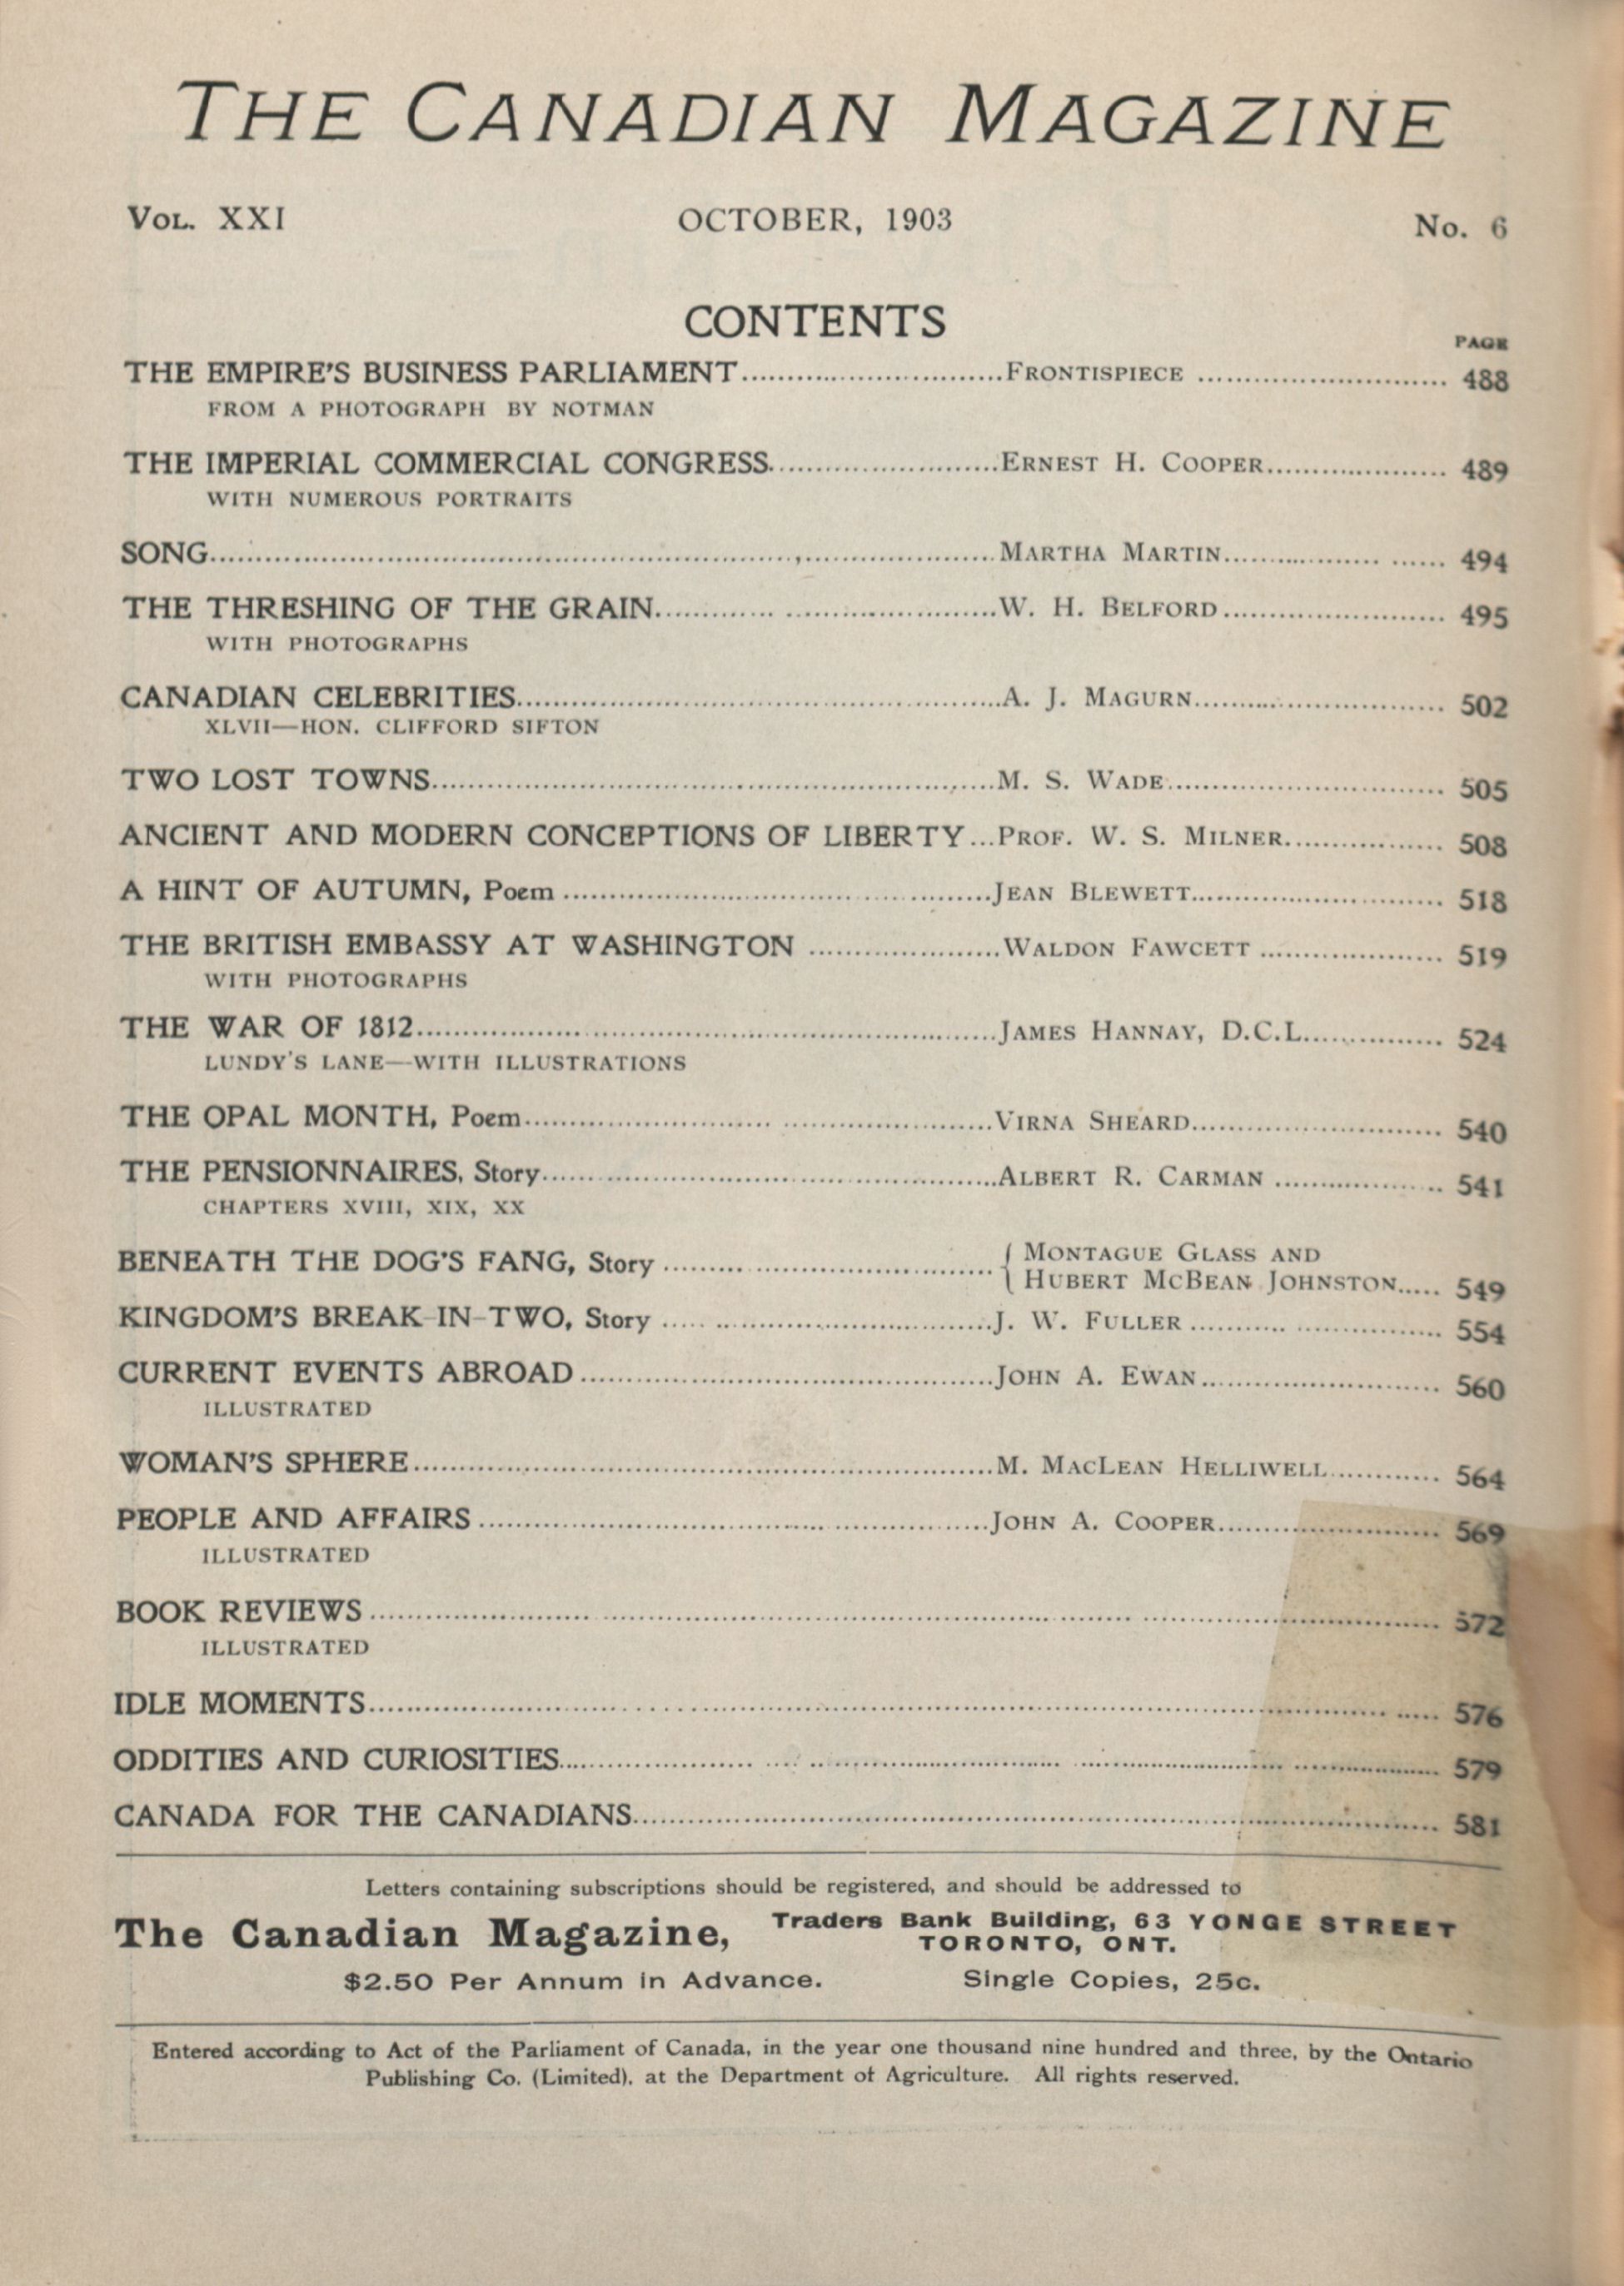 THE CANADIAN MAGAZINE
VOL. XXI OCTOBER, 1903 No. 6
CONTENTS
PAGE
THE EMPIRE'S BUSINESS PARLIAMENT............................FRONTISPIECE ............................ 488
FROM A PHOTOGRAPH BY NOTMAN
THE IMPERIAL COMMERCIAL CONGRESS.........................ERNEST H. COOPER.................... 489
WITH NUMEROUS PORTRAITS
SONG..........................................................................MARTHA MARTIN......................... 494
THE THRESHING OF THE GRAIN......................................W. H. BELFORD......................... 495
WITH PHOTOGRAPHS
CANADIAN CELEBRITIES....................................................A. J. MAGURN............................ 502
XLVII—HON. CLIFFORD SIFTON
TWO LOST TOWNS..............................................................M. S. WADE............................... 505
ANCIENT AND MODERN CONCEPTIONS OF LIBERTY...PROF. W. S. MILNER.................. 508
A HINT OF AUTUMN, Poem ................................................JEAN BLEWETT............................ 518
THE BRITISH EMBASSY AT WASHINGTON ......................WALDON FAWCETT ..................... 519
WITH PHOTOGRAPHS
THE WAR OF 1812................................................................JAMES HANNAY, D.C.L................ 524
LUNDY'S LANE—WITH ILLUSTRATIONS
THE OPAL MONTH, Poem....................................................VIRNA SHEARD............................ 540
THE PENSIONNAIRES, Story..................................................ALBERT R. CARMAN ................... 541
CHAPTERS XVIII, XIX, XX
BENEATH THE DOG'S FANG, Story .....................................{ MONTAGUE GLASS AND
HUBERT MCBEAN JOHNSTON..... 549
KINGDOM'S BREAK-IN-TWO, Story .....................................J. W. FULLER ............................ 554
CURRENT EVENTS ABROAD..............................................JOHN A. EWAN........................... 560
ILLUSTRATED
WOMAN'S SPHERE................................................................M. MACLEAN HELLIWELL............ 564
PEOPLE AND AFFAIRS .........................................................JOHN A. COOPER......................... 569
ILLUSTRATED
BOOK REVIEWS .................................................................................................................... 572
ILLUSTRATED
IDLE MOMENTS..................................................................................................................... 576
ODDITIES AND CURIOSITIES................................................................................................ 579
CANADA FOR THE CANADIANS.......................................................................................... 581
Letters containing subscriptions should be registered, and should be addressed to
The Canadian Magazine, Traders Bank Building, 63 YONGE STREET
TORONTO, ONT.
$2.50 Per Annum in Advance. Single Copies, 25c.
Entered according to Act of the Parliament of Canada, in the year one thousand nine hundred and three, by the Ontario
Publishing Co. (Limited), at the Department of Agriculture. All rights reserved.